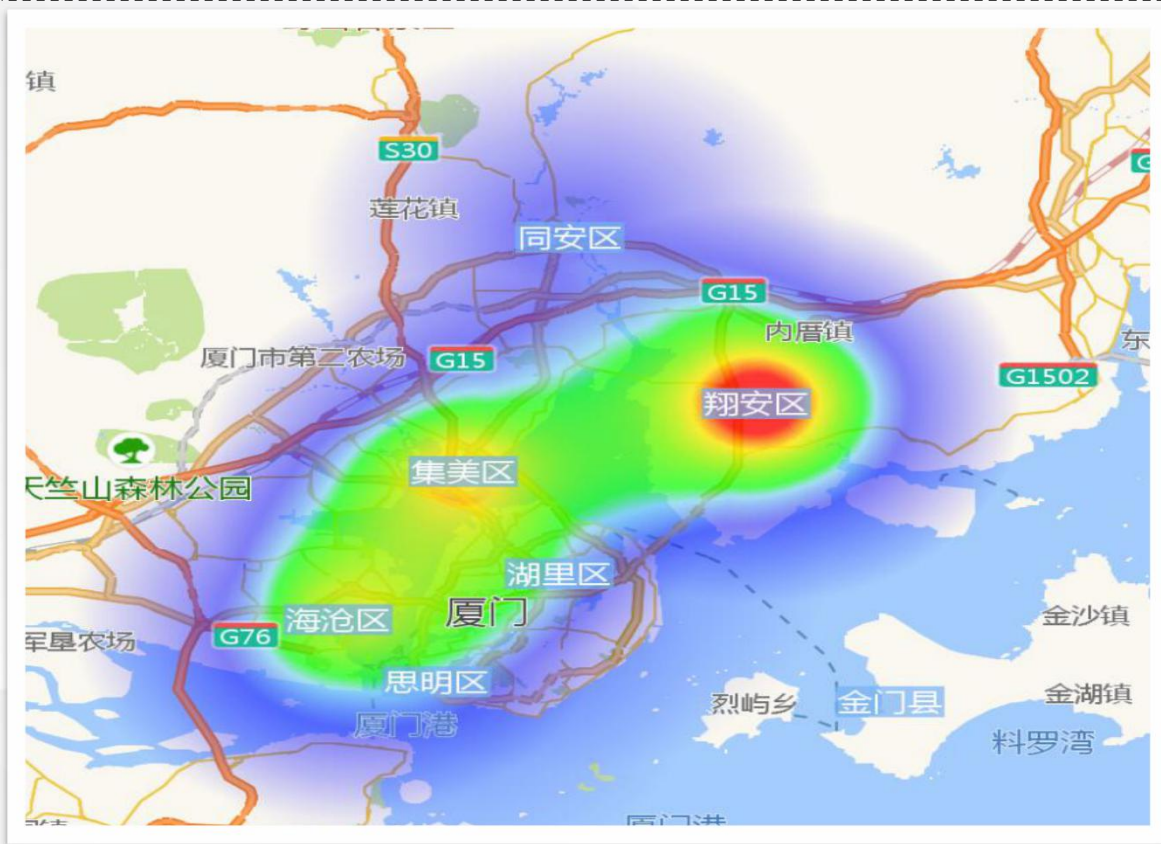 镇
S30
莲花镇
同安区
G15
内厝镇
东
厦门市第二农场
G15
G1502
翔安区
集美区
天竺山森林公园
湖里区
厦门
海沧区
G76
军垦农场
金沙镇
思明区
烈屿乡
金门县
金湖镇
厦门港
料罗湾
厦门港